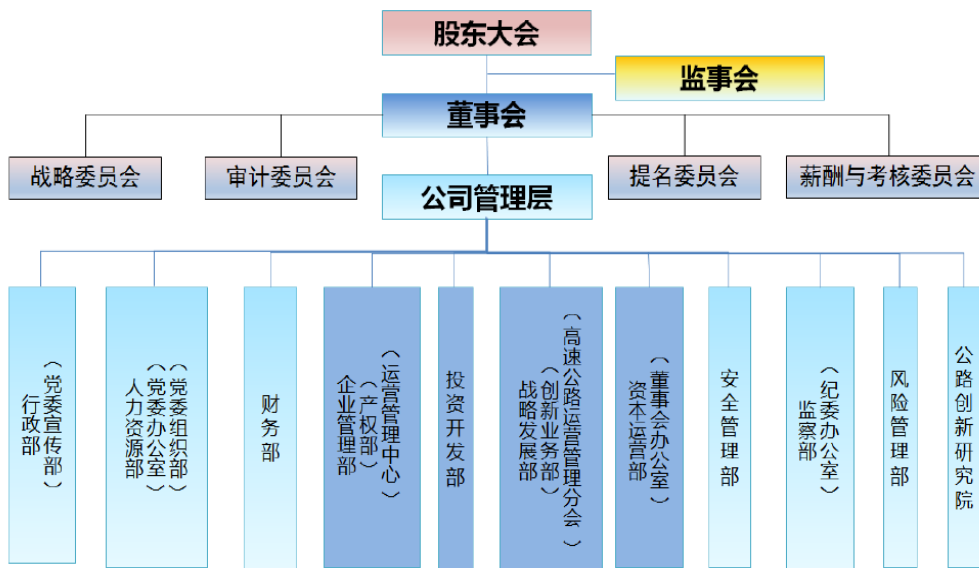 股东大会
监事会
董事会
战略委员会
审计委员会
提名委员会
薪酬与考核委员会
公司管理层
行政部
（党委宣传部）
人力资源部
（党委办公室）
（党委组织部）
财务部
企业管理部
（产权部）
（运营管理中心）
投资开发部
战略发展部
（创新业务部）
（高速公路运营管理分会）
资本运营部
（董事会办公室）
安全管理部
监察部
（纪委办公室）
风险管理部
公路创新研究院